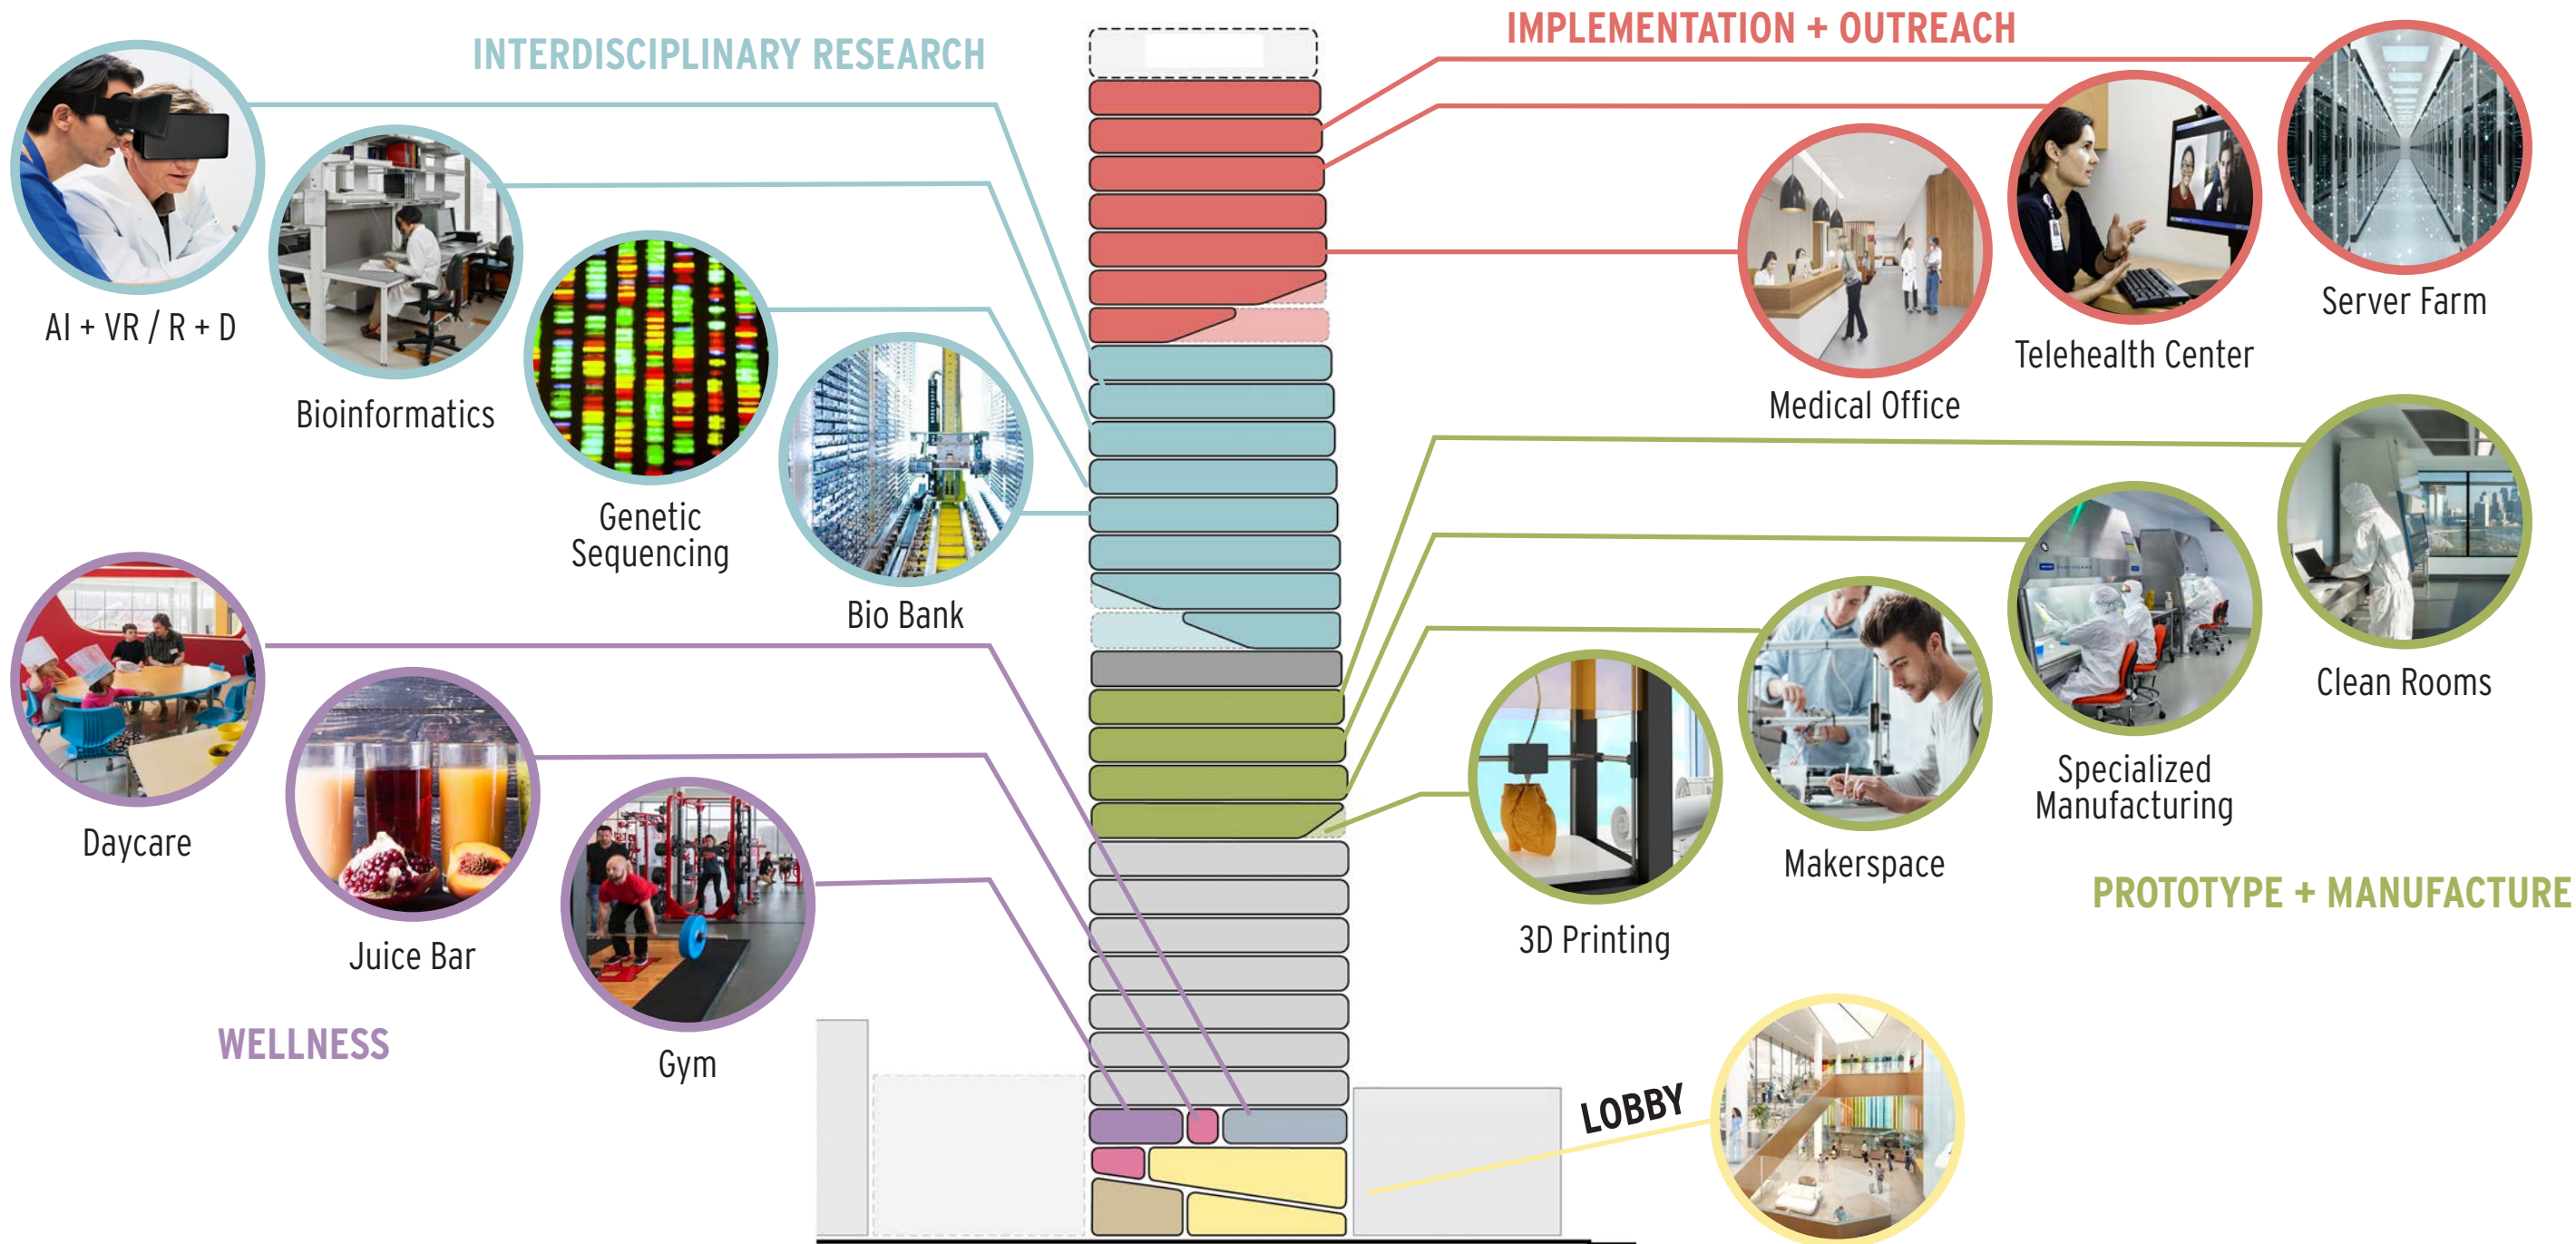 INTERDISCIPLINARY RESEARCH
IMPLEMENTATION + OUTREACH
AI + VR / R + D
Bioinformatics
Genetic
Sequencing
Bio Bank
Medical Office
Telehealth Center
Server Farm
Daycare
Juice Bar
Gym
WELLNESS
3D Printing
Makerspace
Specialized
Manufacturing
Clean Rooms
PROTOTYPE + MANUFACTURE
LOBBY